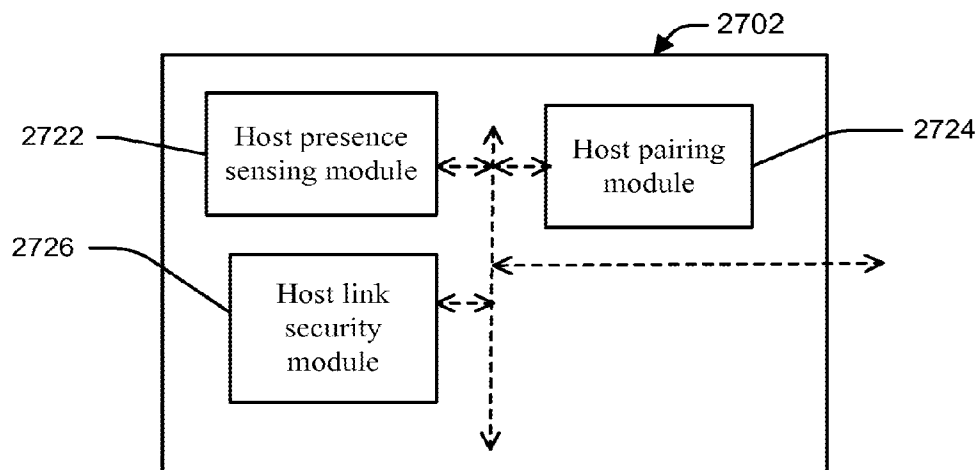 2702
2722
Host presence
sensing module
Host pairing
module
2724
2726
Host link
security
module